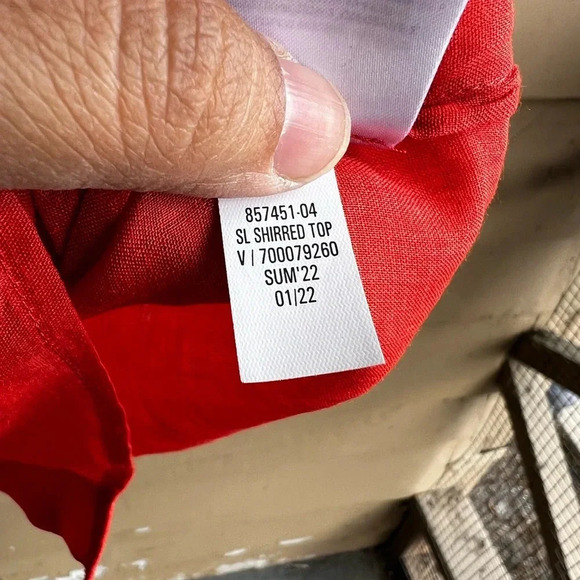 857451-04
SL SHIRRED TOP
V / 700079260
SUM'22
01/22